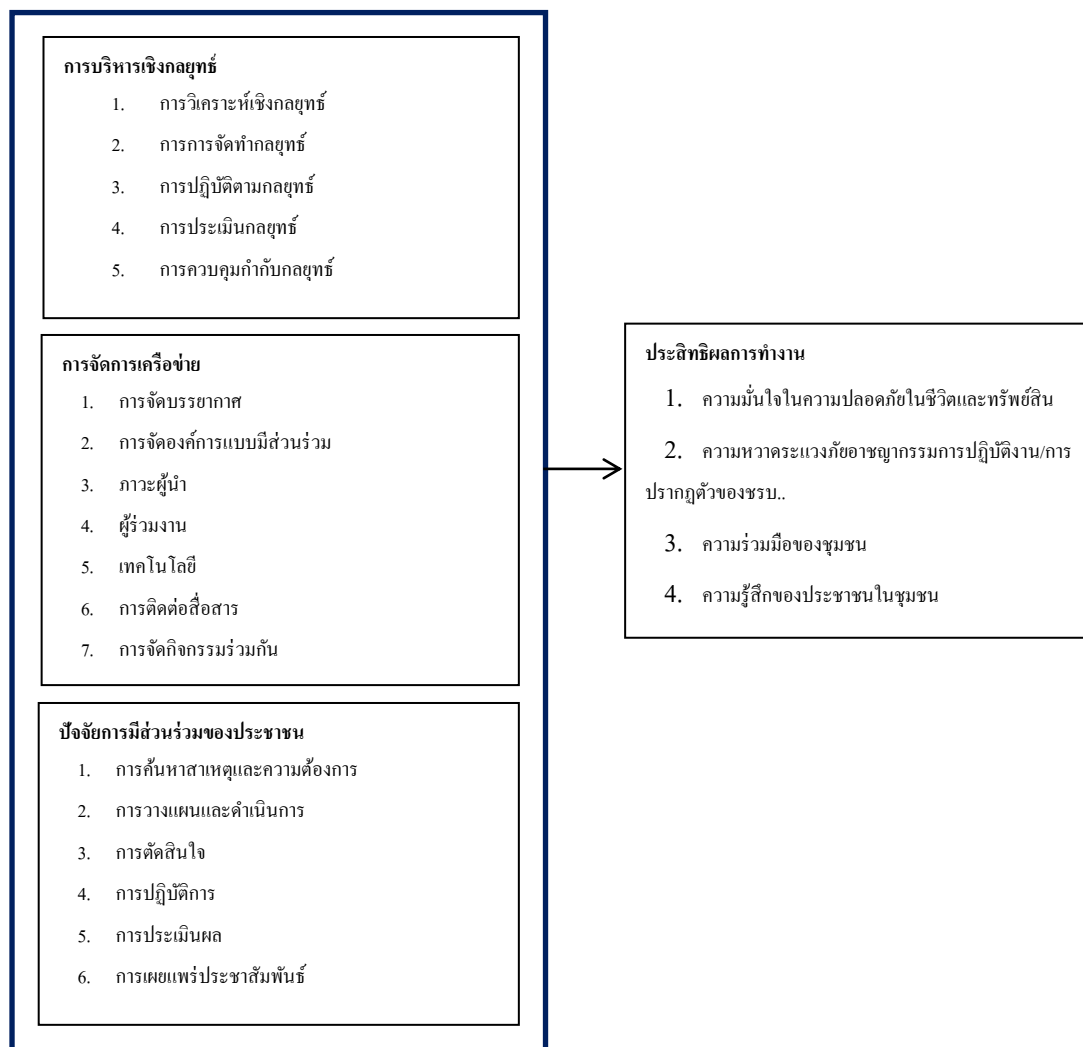 การบริหารเชิงกลยุทธ์
1. การวิเคราะห์เชิงกลยุทธ์
2. การการจัดทำกลยุทธ์
3. การปฏิบัติตามกลยุทธ์
4. การประเมินกลยุทธ์
5. การควบคุมกำกับกลยุทธ์
การจัดการเครือข่าย
1. การจัดบรรยากาศ
2. การจัดองค์การแบบมีส่วนร่วม
3. ภาวะผู้นำ
4. ผู้ร่วมงาน
5. เทคโนโลยี
6. การติดต่อสื่อสาร
7. การจัดกิจกรรมร่วมกัน
ปัจจัยการมีส่วนร่วมของประชาชน
1. การค้นหาสาเหตุและความต้องการ
2. การวางแผนและดำเนินการ
3. การตัดสินใจ
4. การปฏิบัติการ
5. การประเมินผล
6. การเผยแพร่ประชาสัมพันธ์
ประสิทธิผลการทำงาน
1. ความมั่นใจในความปลอดภัยในชีวิตและทรัพย์สิน
2. ความหวาดระแวงภัยอาชญากรรมการปฏิบัติงาน/การ
ปรากฏตัวของชรบ..
3. ความร่วมมือของชุมชน
4. ความรู้สึกของประชาชนในชุมชน